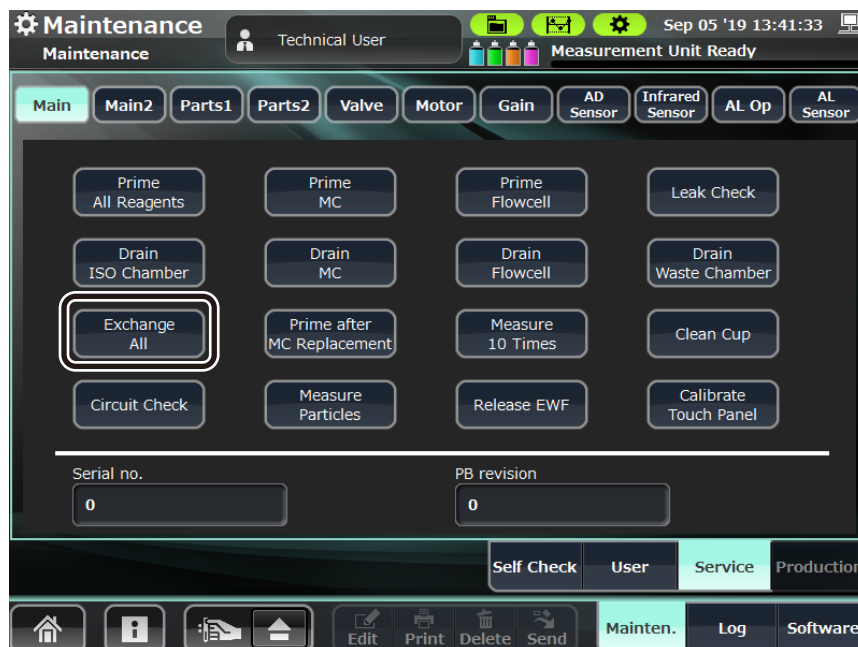 Maintenance
Technical User
Sep 05 '19 13:41:33
Maintenance
Measurement Unit Ready
Main
Main2
Parts1
Parts2
Valve
Motor
Gain
AD
Sensor
Infrared
Sensor
AL Op
AL
Sensor
Prime
All Reagents
Prime
MC
Prime
Flowcell
Leak Check
Drain
ISO Chamber
Drain
MC
Drain
Flowcell
Drain
Waste Chamber
Exchange
All
Prime after
MC Replacement
Measure
10 Times
Clean Cup
Circuit Check
Measure
Particles
Release EWF
Calibrate
Touch Panel
Serial no.
0
PB revision
0
Self Check
User
Service
Production
Edit
Print
Delete
Send
Mainten.
Log
Software